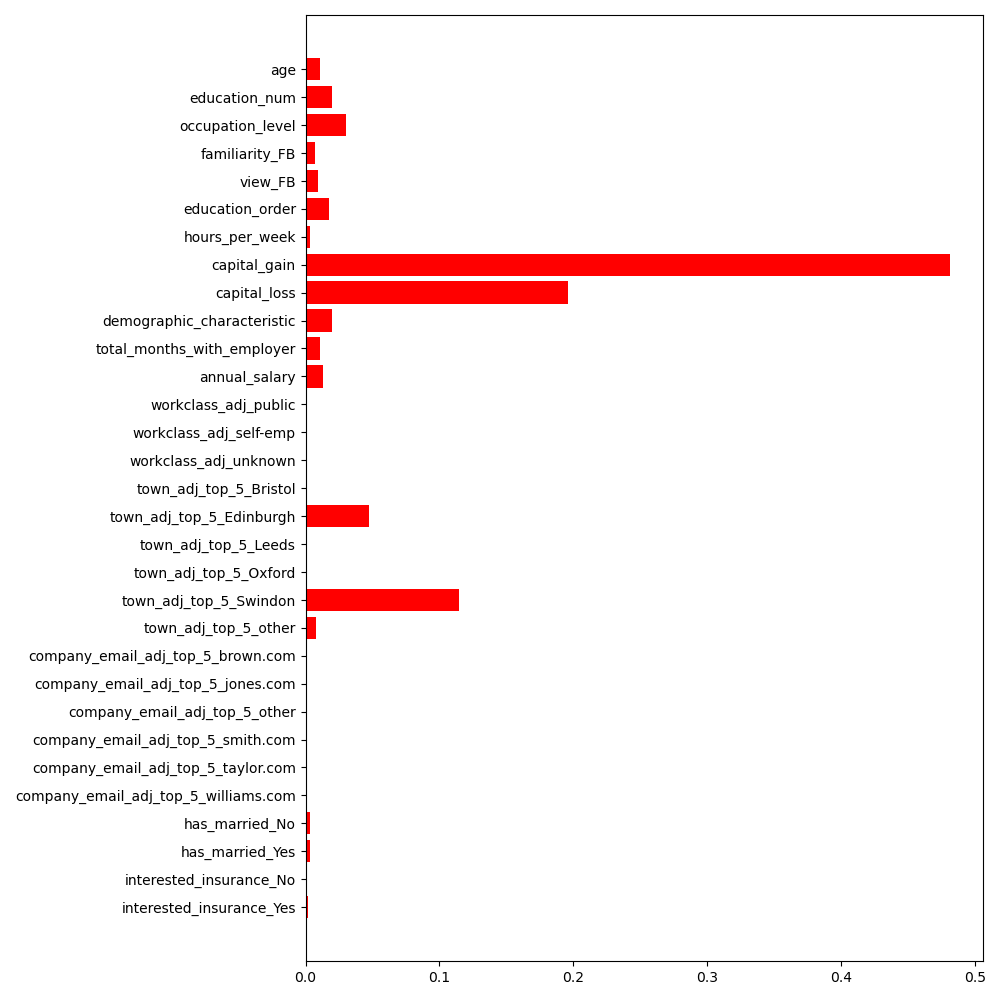 age
education_num
occupation_level
familiarity_FB
view_FB
education_order
hours_per_week
capital_gain
capital_loss
demographic_characteristic
total_months_with_employer
annual_salary
workclass_adj_public
workclass_adj_self-emp
workclass_adj_unknown
town_adj_top_5_Bristol
town_adj_top_5_Edinburgh
town_adj_top_5_Leeds
town_adj_top_5_Oxford
town_adj_top_5_Swindon
town_adj_top_5_other
company_email_adj_top_5_brown.com
company_email_adj_top_5_jones.com
company_email_adj_top_5_other
company_email_adj_top_5_smith.com
company_email_adj_top_5_taylor.com
company_email_adj_top_5_williams.com
has_married_No
has_married_Yes
interested_insurance_No
interested_insurance_Yes
0.0 0.1 0.2 0.3 0.4 0.5